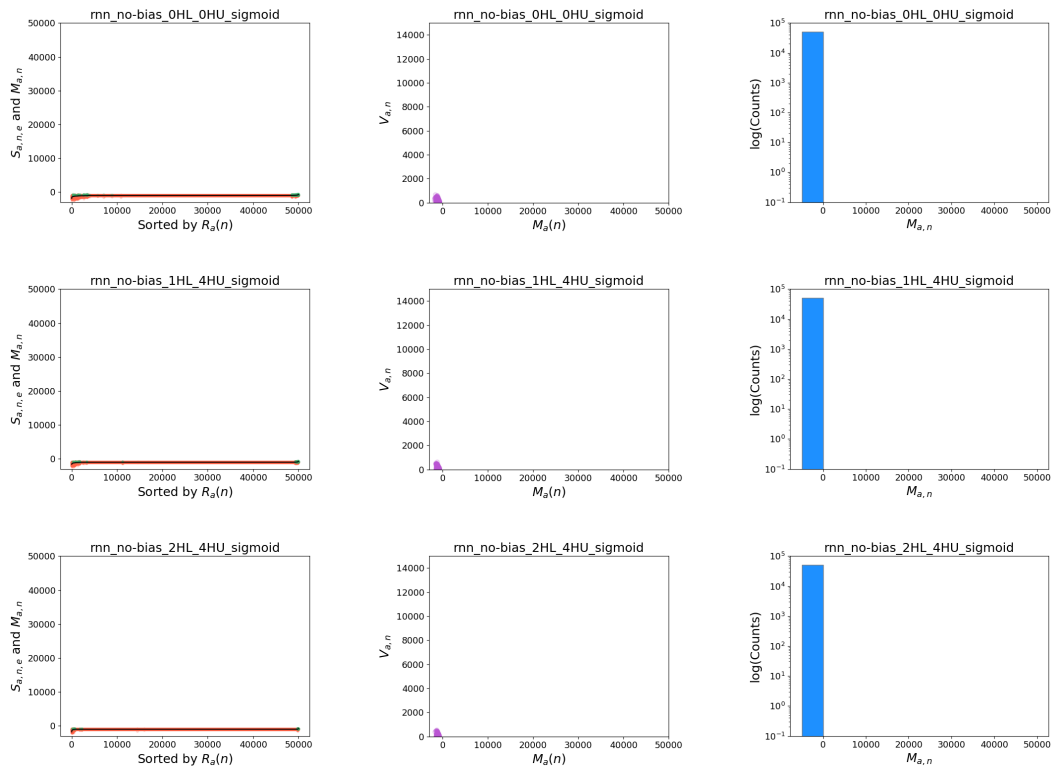 rnn_no-bias_0HL_0HU_sigmoid
50000
40000
30000
20000
10000
0
S_{a,n,e} and M_{a,n}
0 10000 20000 30000 40000 50000
Sorted by R_a(n)
rnn_no-bias_0HL_0HU_sigmoid
14000
12000
10000
8000
6000
4000
2000
0
V_{a,n}
0 10000 20000 30000 40000 50000
M_a(n)
rnn_no-bias_0HL_0HU_sigmoid
10^5
10^4
10^3
10^2
10^1
10^0
10^{-1}
log(Counts)
0 10000 20000 30000 40000 50000
M_{a,n}
rnn_no-bias_1HL_4HU_sigmoid
50000
40000
30000
20000
10000
0
S_{a,n,e} and M_{a,n}
0 10000 20000 30000 40000 50000
Sorted by R_a(n)
rnn_no-bias_1HL_4HU_sigmoid
14000
12000
10000
8000
6000
4000
2000
0
V_{a,n}
0 10000 20000 30000 40000 50000
M_a(n)
rnn_no-bias_1HL_4HU_sigmoid
10^5
10^4
10^3
10^2
10^1
10^0
10^{-1}
log(Counts)
0 10000 20000 30000 40000 50000
M_{a,n}
rnn_no-bias_2HL_4HU_sigmoid
50000
40000
30000
20000
10000
0
S_{a,n,e} and M_{a,n}
0 10000 20000 30000 40000 50000
Sorted by R_a(n)
rnn_no-bias_2HL_4HU_sigmoid
14000
12000
10000
8000
6000
4000
2000
0
V_{a,n}
0 10000 20000 30000 40000 50000
M_a(n)
rnn_no-bias_2HL_4HU_sigmoid
10^5
10^4
10^3
10^2
10^1
10^0
10^{-1}
log(Counts)
0 10000 20000 30000 40000 50000
M_{a,n}